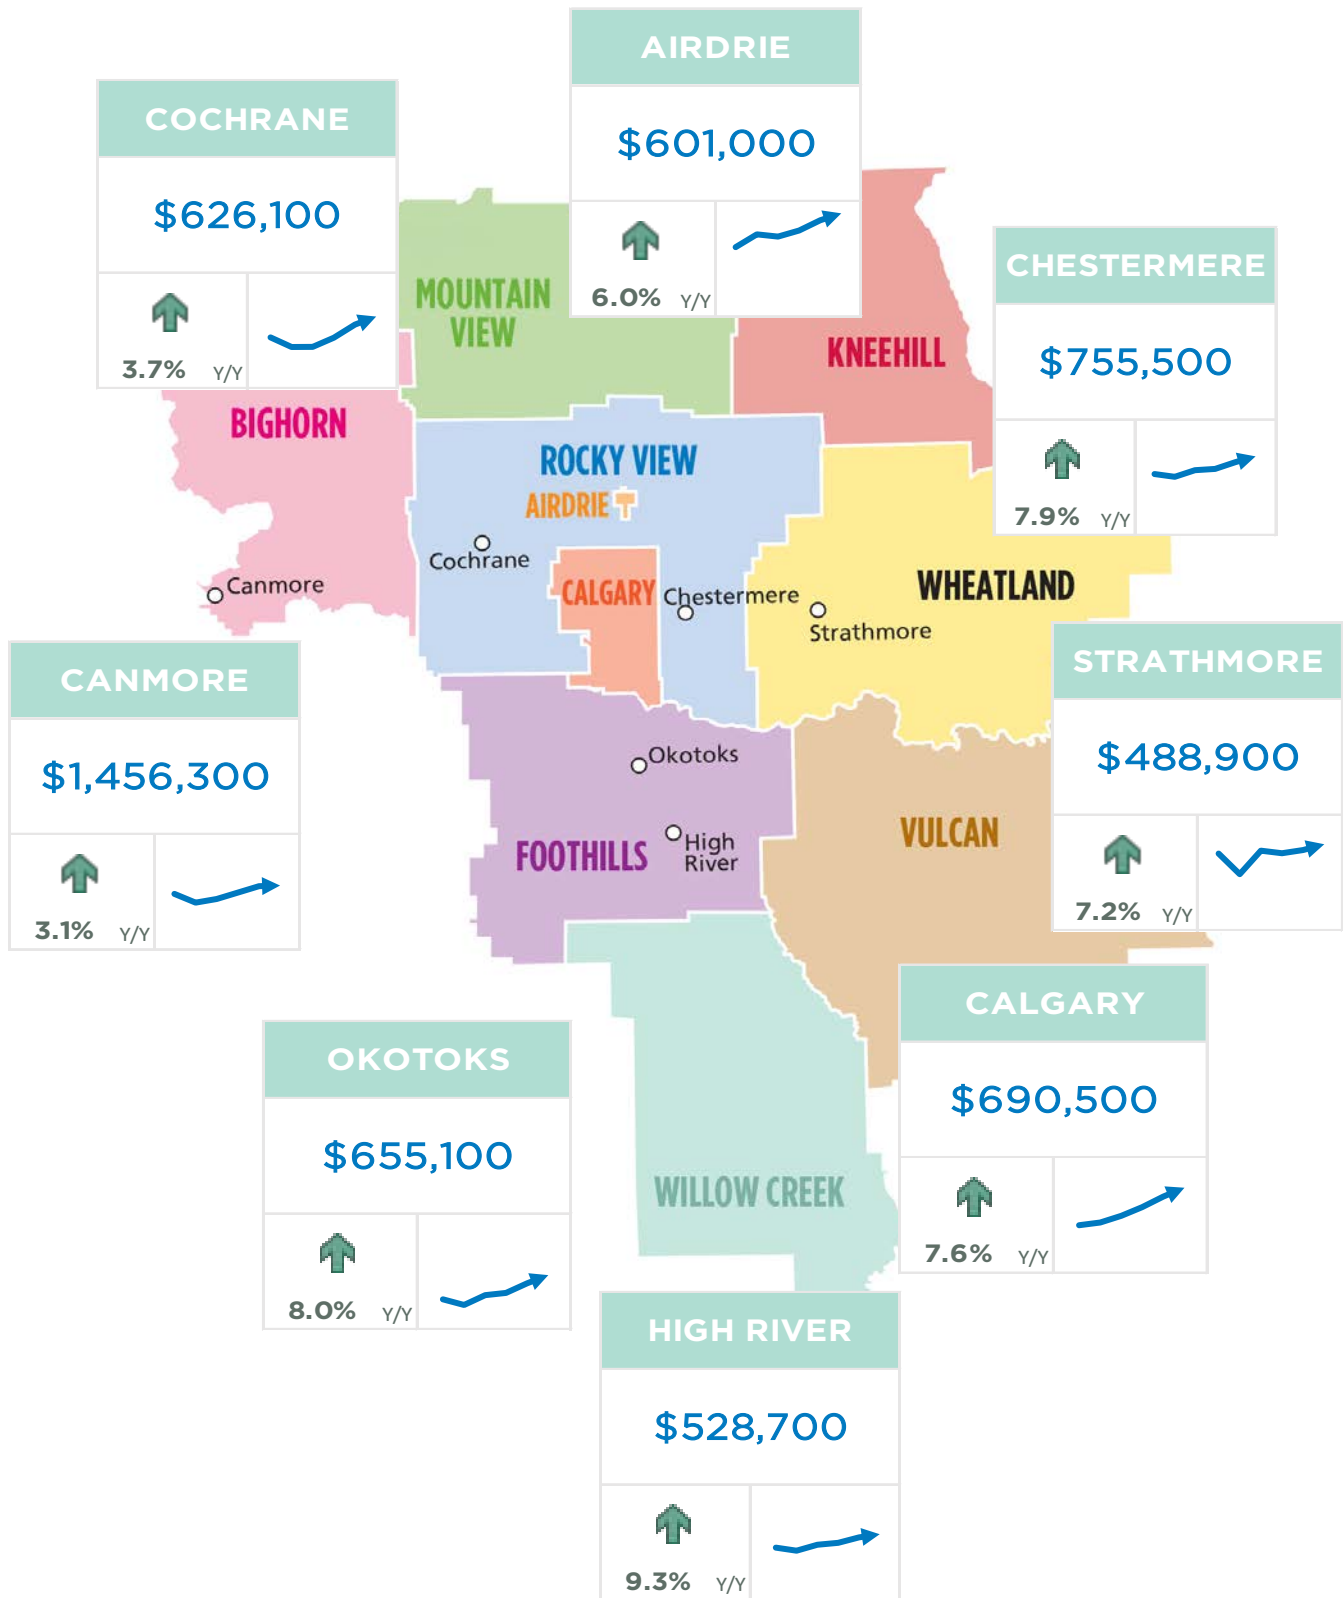 AIRDRIE
$601,000
6.0% Y/Y
COCHRANE
$626,100
3.7% Y/Y
CHESTERMERE
$755,500
7.9% Y/Y
MOUNTAIN
VIEW
KNEEHILL
BIGHORN
ROCKY VIEW
AIRDRIE
Cochrane
CALGARY
Chestermere
Canmore
WHEATLAND
Strathmore
CANMORE
$1,456,300
3.1% Y/Y
STRATHMORE
$488,900
7.2% Y/Y
Okotoks
High
River
FOOTHILLS
VULCAN
CALGARY
$690,500
7.6% Y/Y
OKOTOKS
$655,100
8.0% Y/Y
WILLOW CREEK
HIGH RIVER
$528,700
9.3% Y/Y